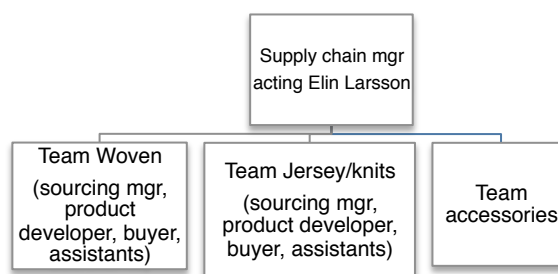 Supply chain mgr
acting Elin Larsson
Team Woven
(sourcing mgr,
product
developer, buyer,
assistants)
Team Jersey/knits
(sourcing mgr,
product developer,
buyer, assistants)
Team
accessories